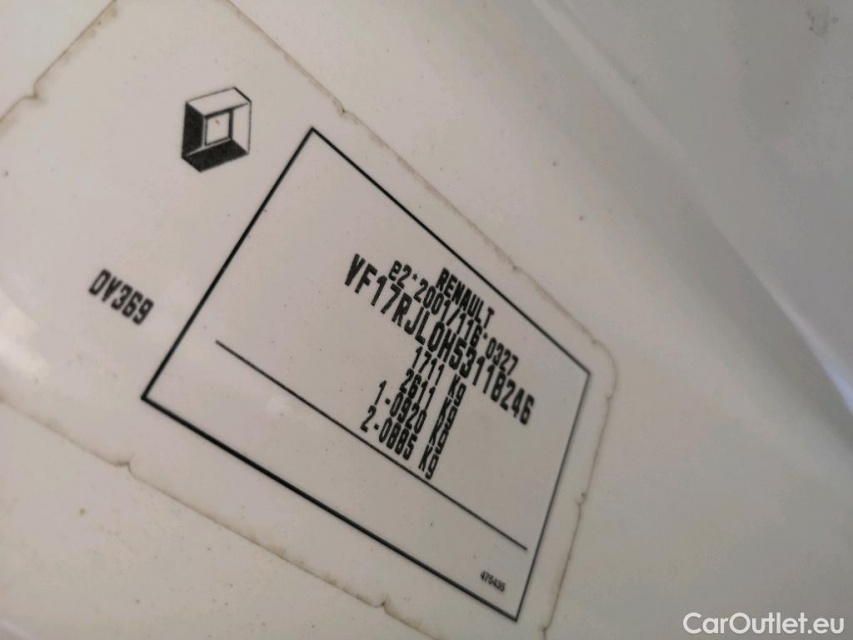 DV369
RENAULT
e2*2001/116*0327
VF17RJL0H53118246
1711 Kg
2611 Kg
1-0920 Kg
2-0885 Kg
475435
CarOutlet.eu